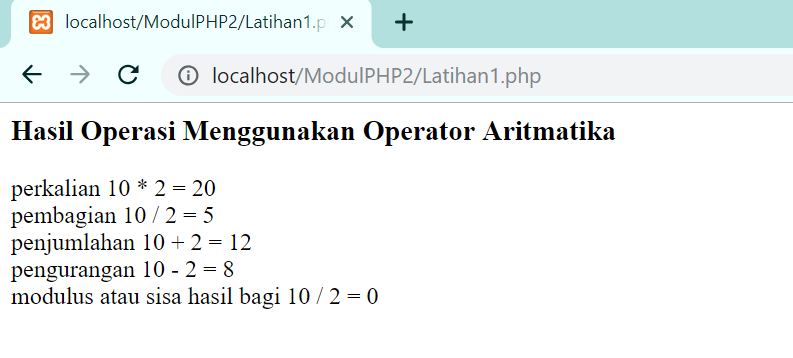 localhost/ModulPHP2/Latihan1.p
localhost/ModulPHP2/Latihan1.php
Hasil Operasi Menggunakan Operator Aritmatika
perkalian 10 * 2 = 20
pembagian 10 / 2 = 5
penjumlahan 10 + 2 = 12
pengurangan 10 - 2 = 8
modulus atau sisa hasil bagi 10 / 2 = 0